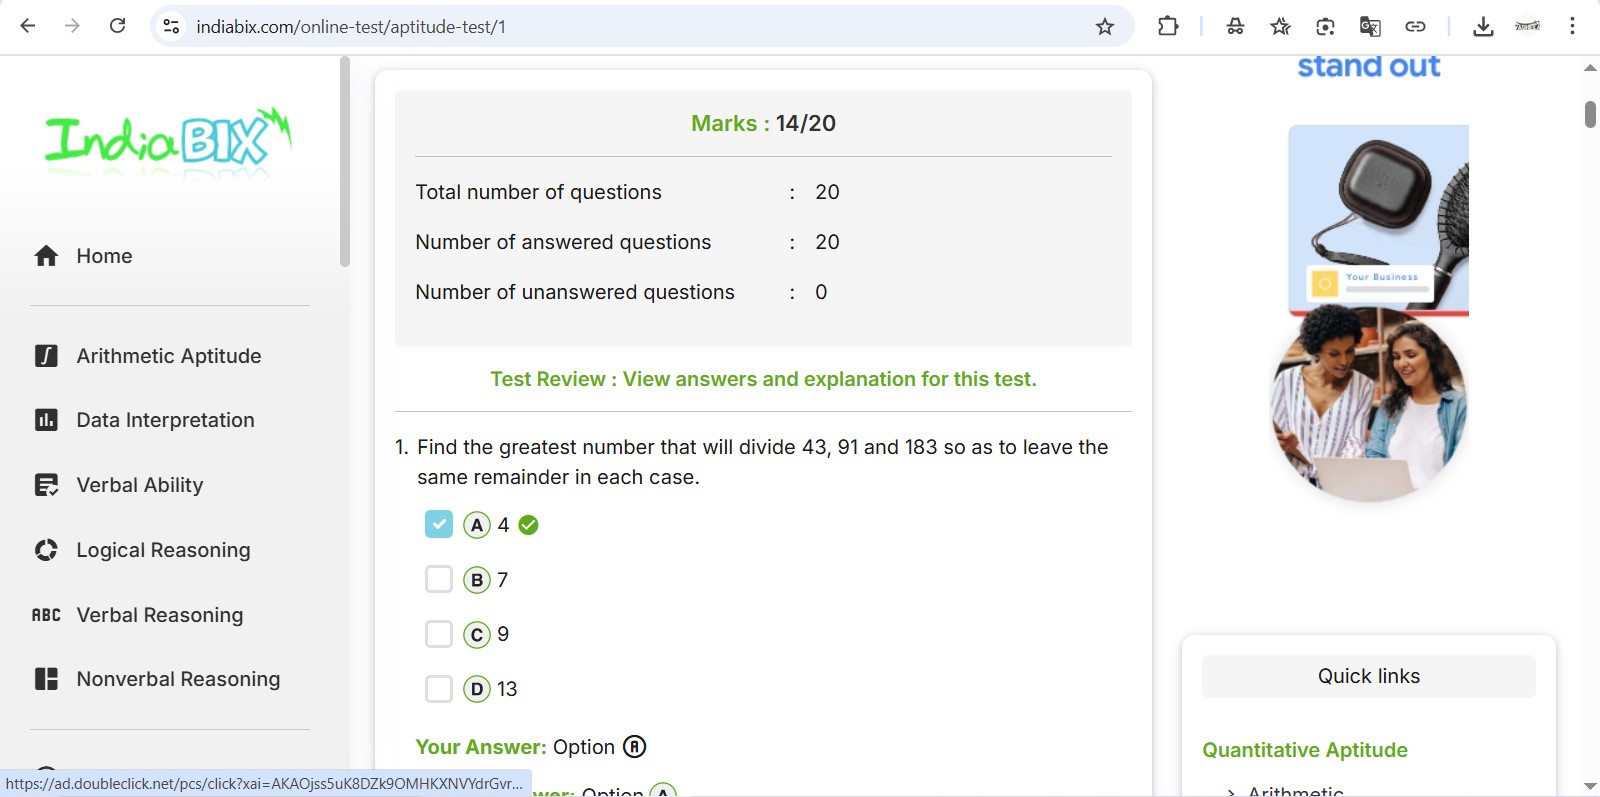 indiabix.com/online-test/aptitude-test/1
IndiaBIX
Home
Arithmetic Aptitude
Data Interpretation
Verbal Ability
Logical Reasoning
ABC Verbal Reasoning
Nonverbal Reasoning
https://ad.doubleclick.net/pcs/click?xai=AKAOjss5uK8DZk9OMHKXNVYdrGvr...
Marks : 14/20
Total number of questions : 20
Number of answered questions : 20
Number of unanswered questions : 0
Test Review : View answers and explanation for this test.
1. Find the greatest number that will divide 43, 91 and 183 so as to leave the
same remainder in each case.
A 4
B 7
C 9
D 13
Your Answer: Option A
wer: Option A
stand out
Your Business
Quick links
Quantitative Aptitude
Arithmetic